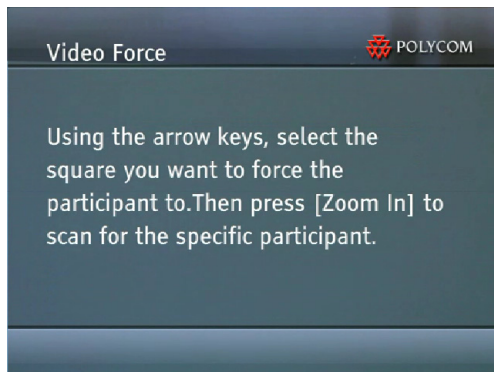 Video Force
POLYCOM
Using the arrow keys, select the
square you want to force the
participant to.Then press [Zoom In] to
scan for the specific participant.